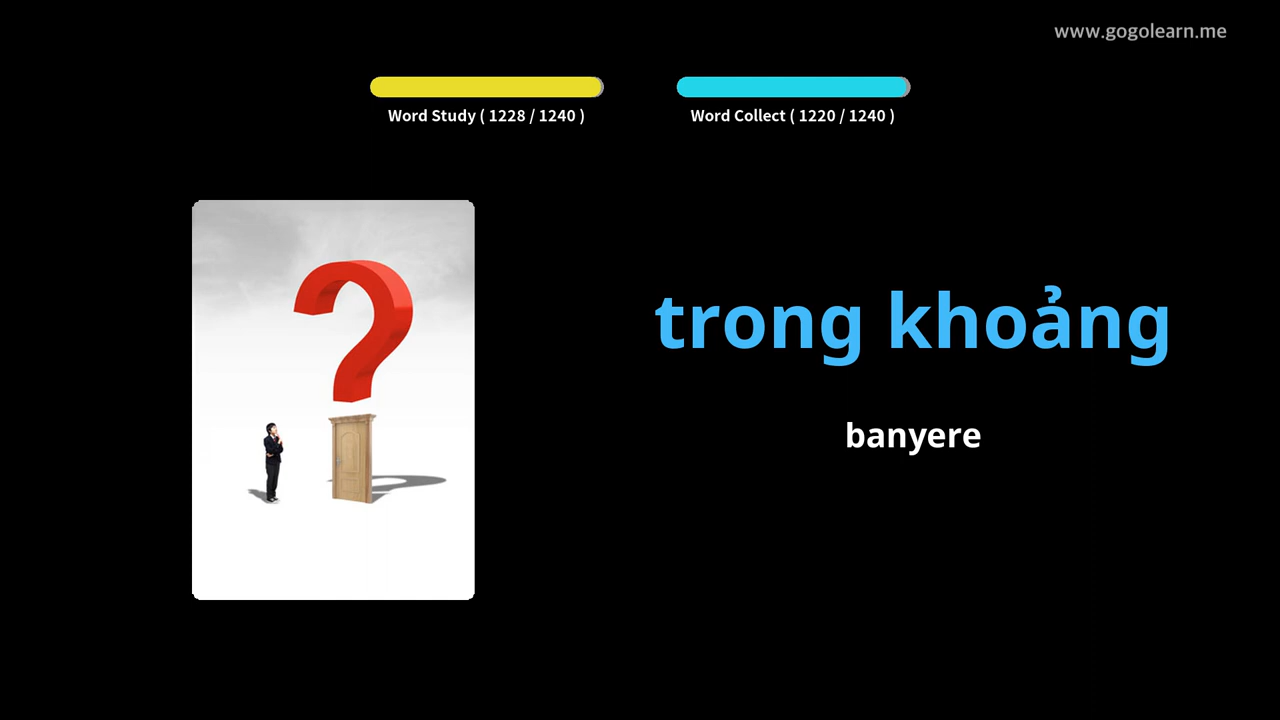 www.gogolearn.me
Word Study ( 1228 / 1240 )
Word Collect ( 1220 / 1240 )
trong khoảng
banyere